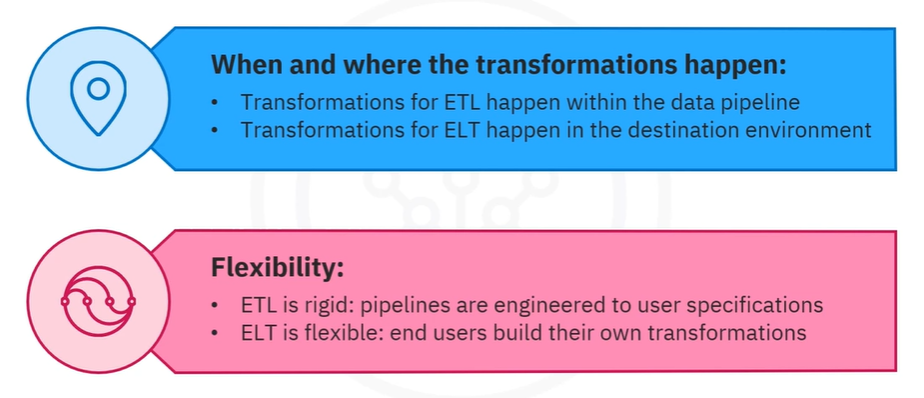 When and where the transformations happen:
• Transformations for ETL happen within the data pipeline
• Transformations for ELT happen in the destination environment
Flexibility:
• ETL is rigid: pipelines are engineered to user specifications
• ELT is flexible: end users build their own transformations